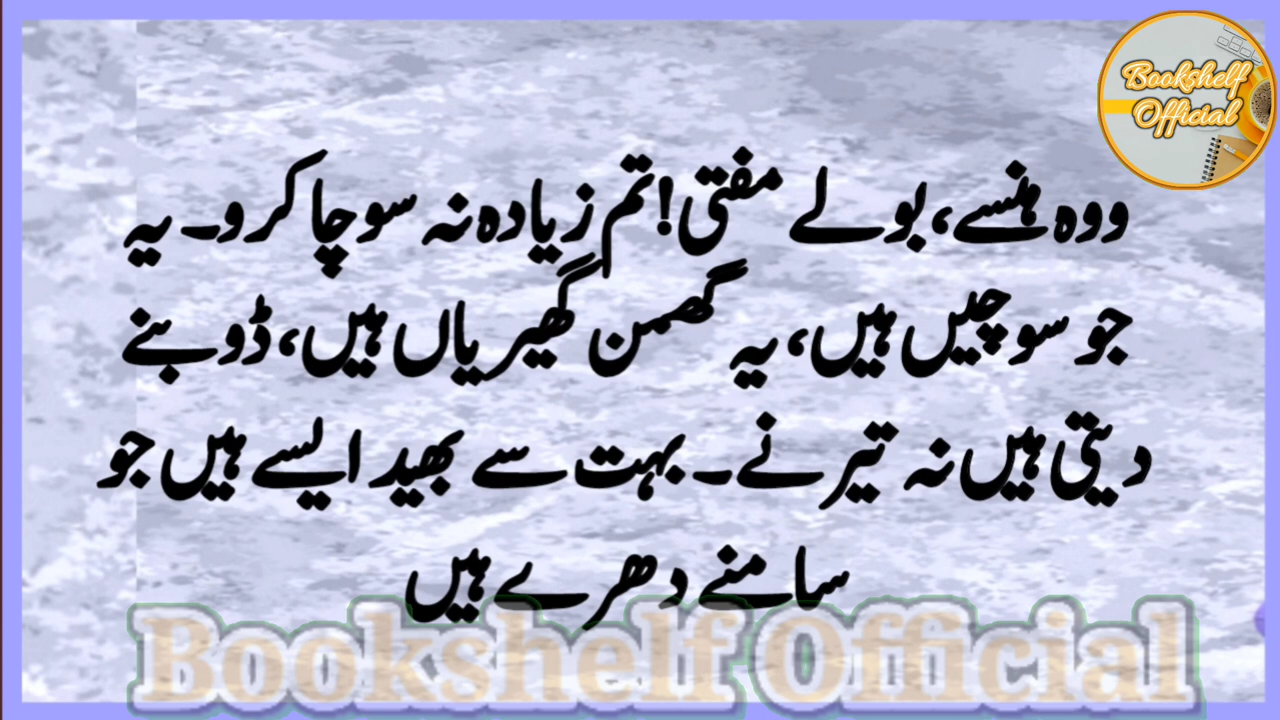 Bookshelf
Official
ووہ ہنسے، بولے مفتی! تم زیادہ نہ سوچا کرو۔ یہ
جو سوچیں ہیں، یہ گھمن گھیریاں ہیں، ڈوبنے
دیتی ہیں نہ تیرنے۔ بہت سے بھید ایسے ہیں جو
سامنے دھرے ہیں
Bookshelf Official